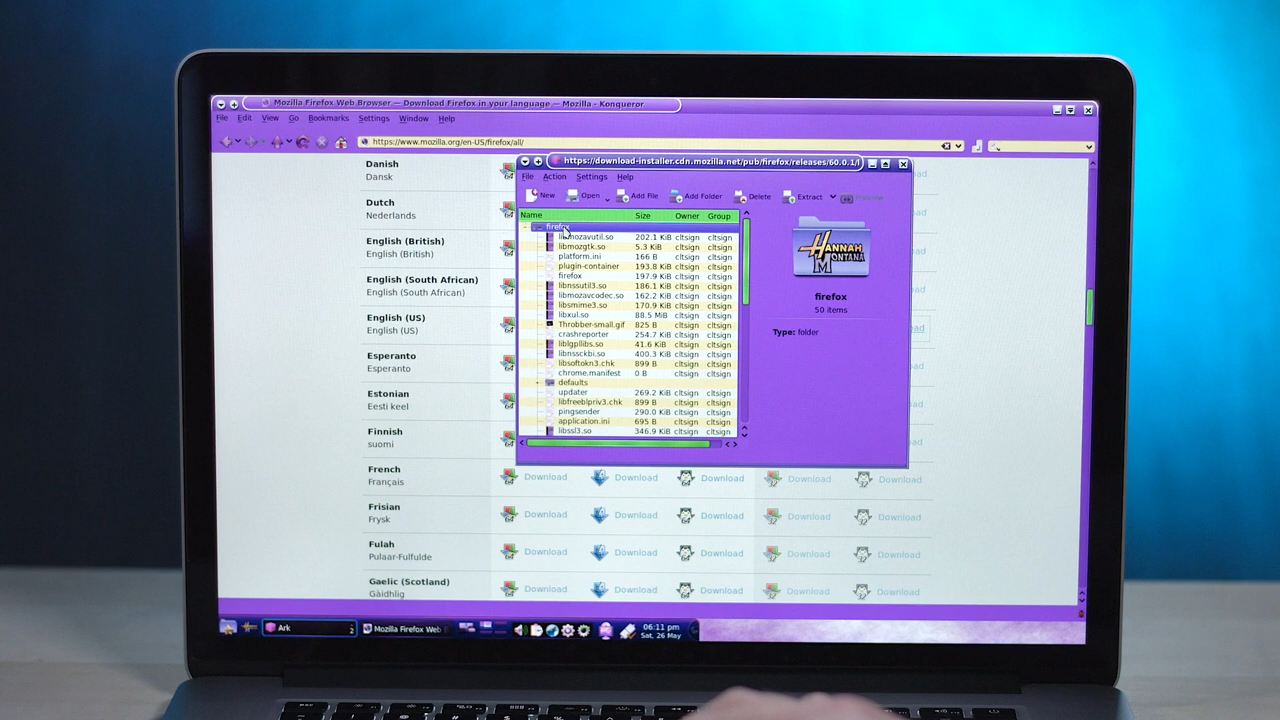 Mozilla Firefox Web Browser — Download Firefox in your language — Mozilla - Konqueror
File Edit View Go Bookmarks Settings Window Help
https://www.mozilla.org/en-US/firefox/all/
Danish
Dansk
Dutch
Nederlands
English (British)
English (British)
English (South African)
English (South African)
English (US)
English (US)
Esperanto
Esperanto
Estonian
Eesti keel
Finnish
suomi
French
Français
Download Download Download Download Download
Frisian
Frysk
Download Download Download Download Download
Fulah
Pulaar-Fulfulde
Download Download Download Download Download
Gaelic (Scotland)
Gàidhlig
Download Download Download Download Download
https://download-installer.cdn.mozilla.net/pub/firefox/releases/60.0.1/
File Action Settings Help
New Open Add File Add Folder Delete Extract Preview
Name Size Owner Group
firefox
libmozavutil.so 202.1 KiB cltsign cltsign
libmozgtk.so 5.3 KiB cltsign cltsign
platform.ini 166 B cltsign cltsign
plugin-container 193.8 KiB cltsign cltsign
firefox 197.9 KiB cltsign cltsign
libnssutil3.so 186.1 KiB cltsign cltsign
libmozavcodec.so 162.2 KiB cltsign cltsign
libsmime3.so 170.9 KiB cltsign cltsign
libxul.so 88.5 MiB cltsign cltsign
Throbber-small.gif 825 B cltsign cltsign
crashreporter 254.7 KiB cltsign cltsign
liblgpllibs.so 41.6 KiB cltsign cltsign
libnssckbi.so 400.3 KiB cltsign cltsign
libsoftokn3.chk 899 B cltsign cltsign
chrome.manifest 0 B cltsign cltsign
defaults
updater 269.2 KiB cltsign cltsign
libfreeblpriv3.chk 899 B cltsign cltsign
pingsender 290.0 KiB cltsign cltsign
application.ini 695 B cltsign cltsign
libssl3.so 346.9 KiB cltsign cltsign
HANNAH
MONTANA
firefox
50 items
Type: folder
Ark 2
Mozilla Firefox Web
06:11 pm
Sat, 26 May